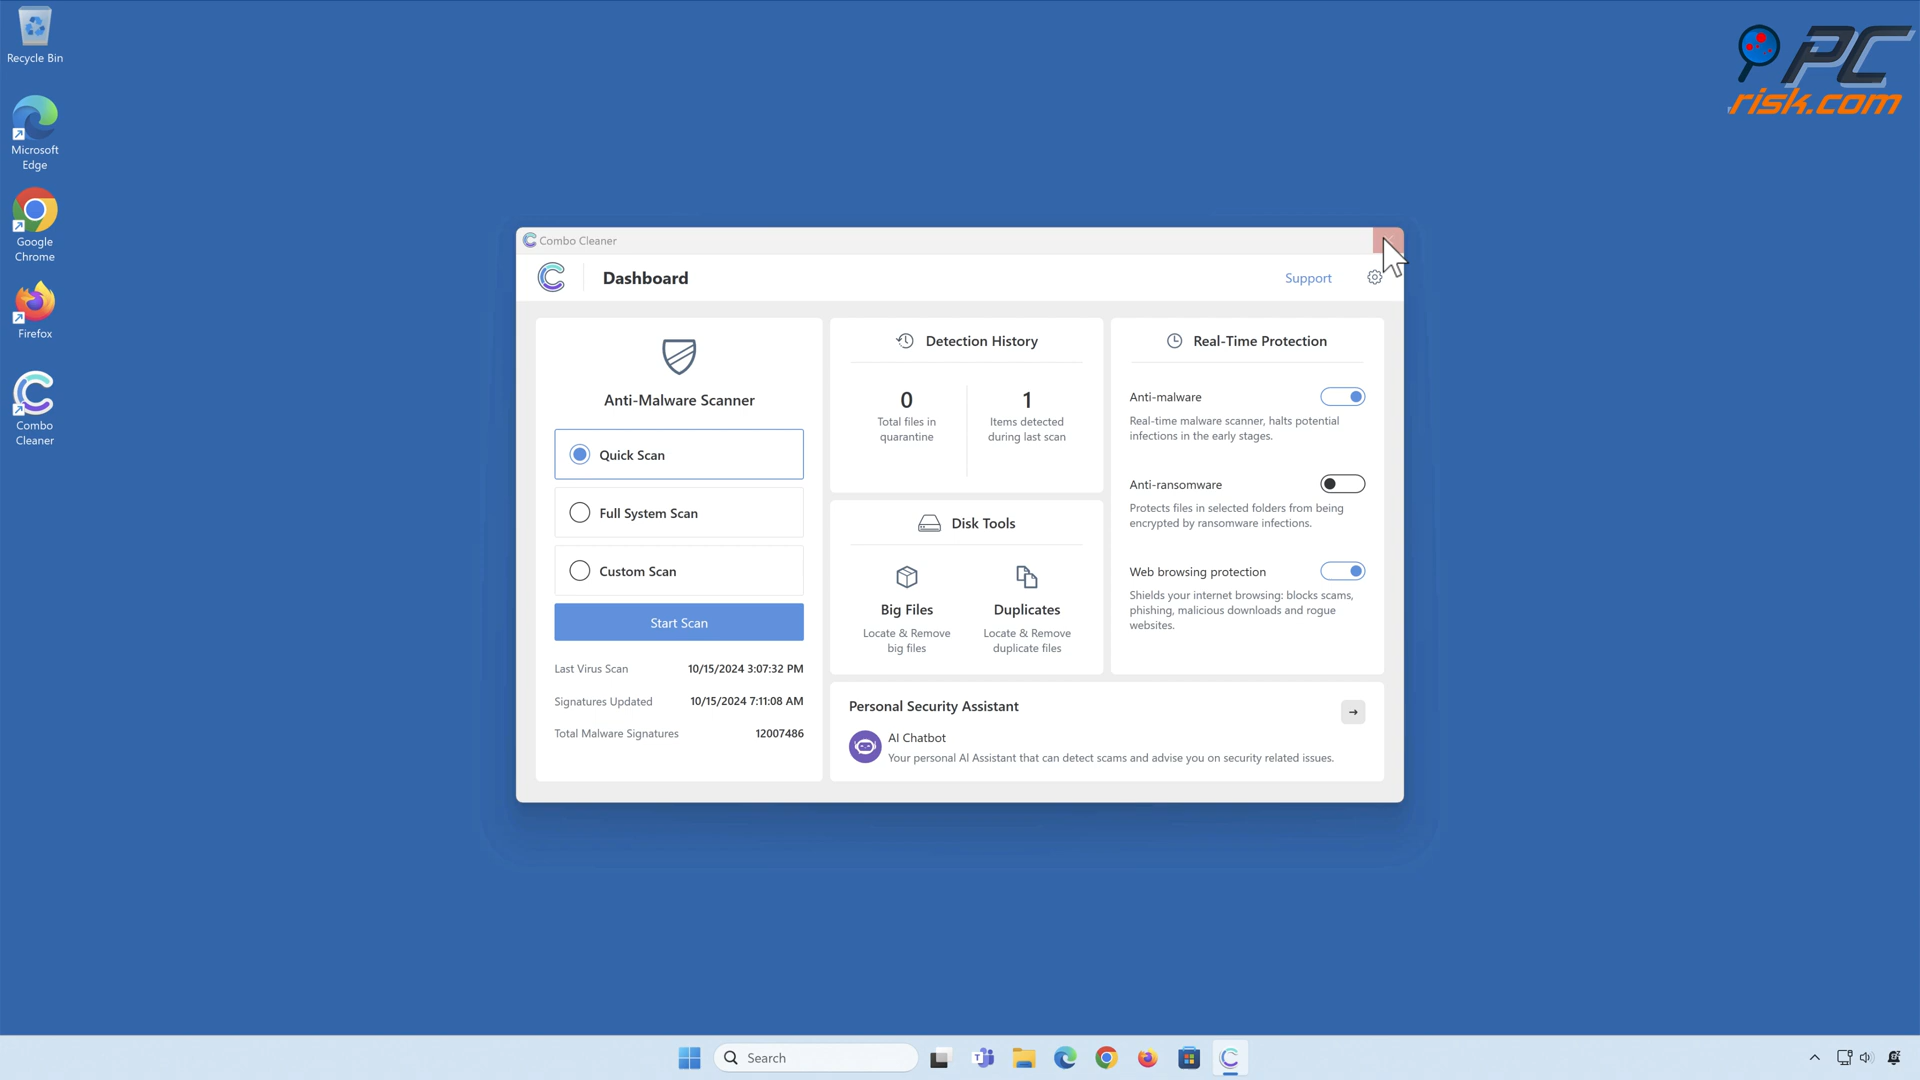 Recycle Bin
Microsoft
Edge
Google
Chrome
Firefox
Combo
Cleaner
PC
risk.com
Combo Cleaner
Dashboard
Support
Anti-Malware Scanner
Quick Scan
Full System Scan
Custom Scan
Start Scan
Last Virus Scan 10/15/2024 3:07:32 PM
Signatures Updated 10/15/2024 7:11:08 AM
Total Malware Signatures 12007486
Detection History
0
Total files in
quarantine
1
Items detected
during last scan
Disk Tools
Big Files
Locate & Remove
big files
Duplicates
Locate & Remove
duplicate files
Real-Time Protection
Anti-malware
Real-time malware scanner, halts potential
infections in the early stages.
Anti-ransomware
Protects files in selected folders from being
encrypted by ransomware infections.
Web browsing protection
Shields your internet browsing: blocks scams,
phishing, malicious downloads and rogue
websites.
Personal Security Assistant
AI Chatbot
Your personal AI Assistant that can detect scams and advise you on security related issues.
Search